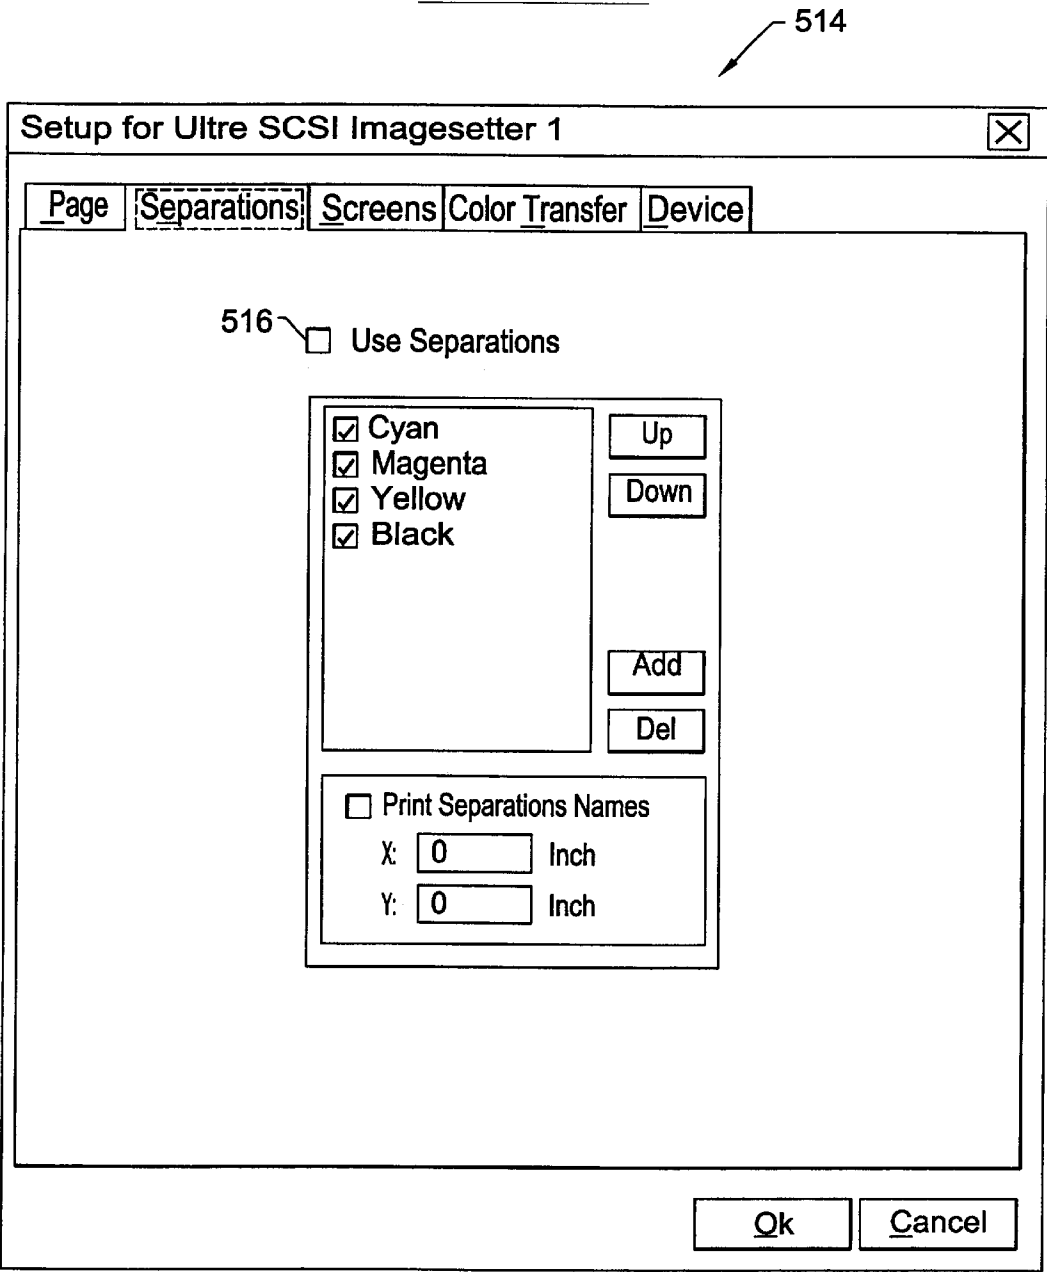 514
Setup for Ultre SCSI Imagesetter 1
Page Separations Screens Color Transfer Device
516
Use Separations
Cyan
Magenta
Yellow
Black
Up
Down
Add
Del
Print Separations Names
X: 0 Inch
Y: 0 Inch
Ok Cancel